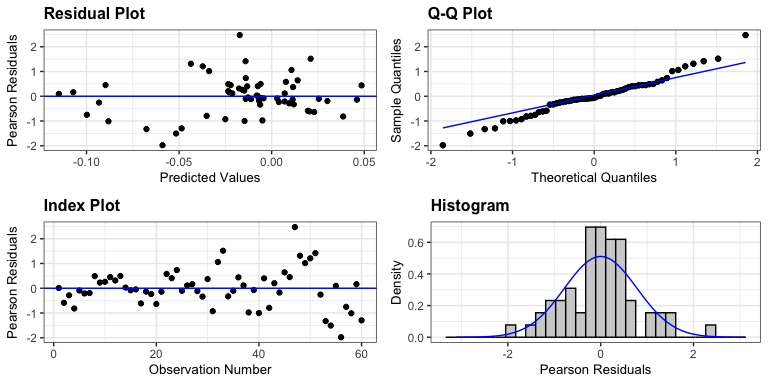 Residual Plot
Pearson Residuals
2
1
0
-1
-2
-0.10
-0.05
0.00
0.05
Predicted Values
Q-Q Plot
Sample Quantiles
2
1
0
-1
-2
-2
-1
0
1
2
Theoretical Quantiles
Index Plot
Pearson Residuals
2
1
0
-1
-2
0
20
40
60
Observation Number
Histogram
Density
0.6
0.4
0.2
0.0
-2
0
2
Pearson Residuals